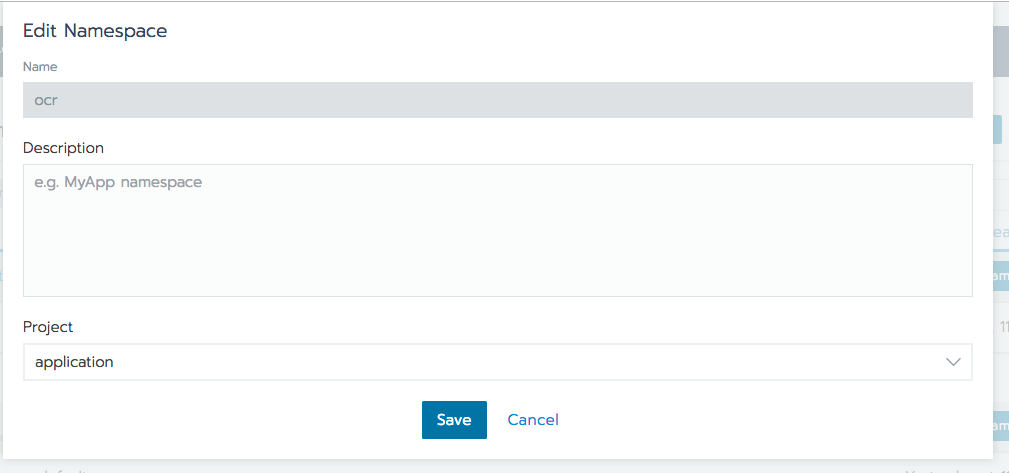 Edit Namespace
Name
ocr
Description
e.g. MyApp namespace
Project
application
Save
Cancel